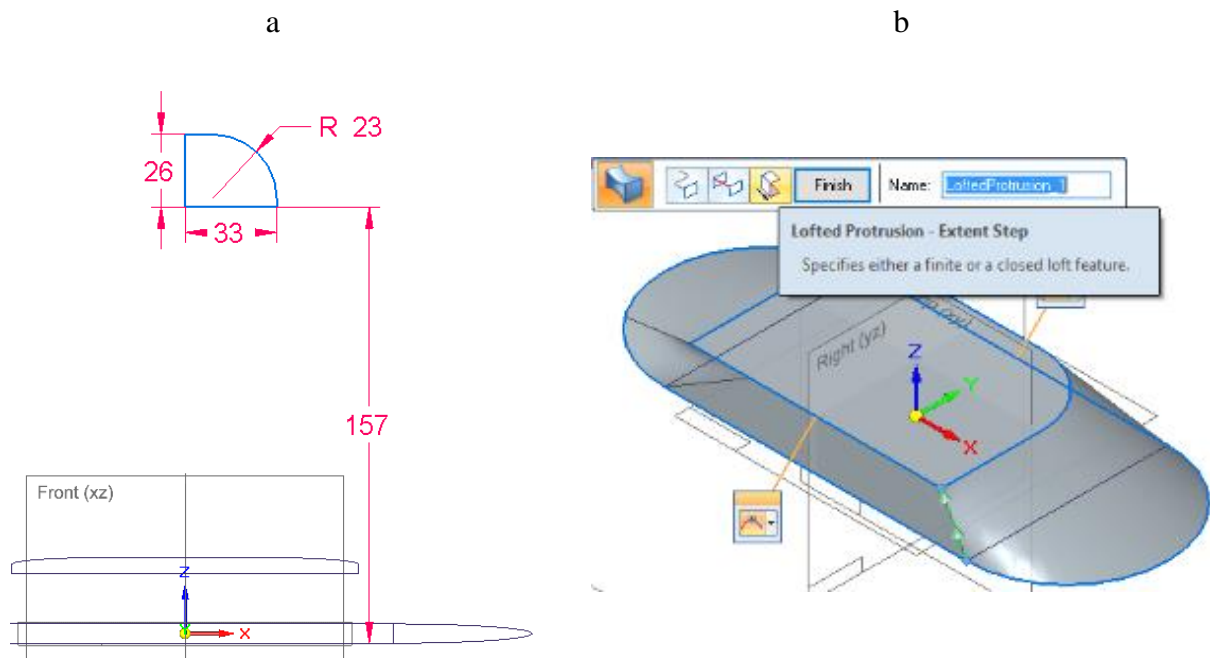 a
b
R 23
26
33
157
Front (xz)
Z
X
Finish
Name:
LoftedProtrusion_1
Lofted Protrusion - Extent Step
Specifies either a finite or a closed loft feature.
Right (yz)
Z
Y
X